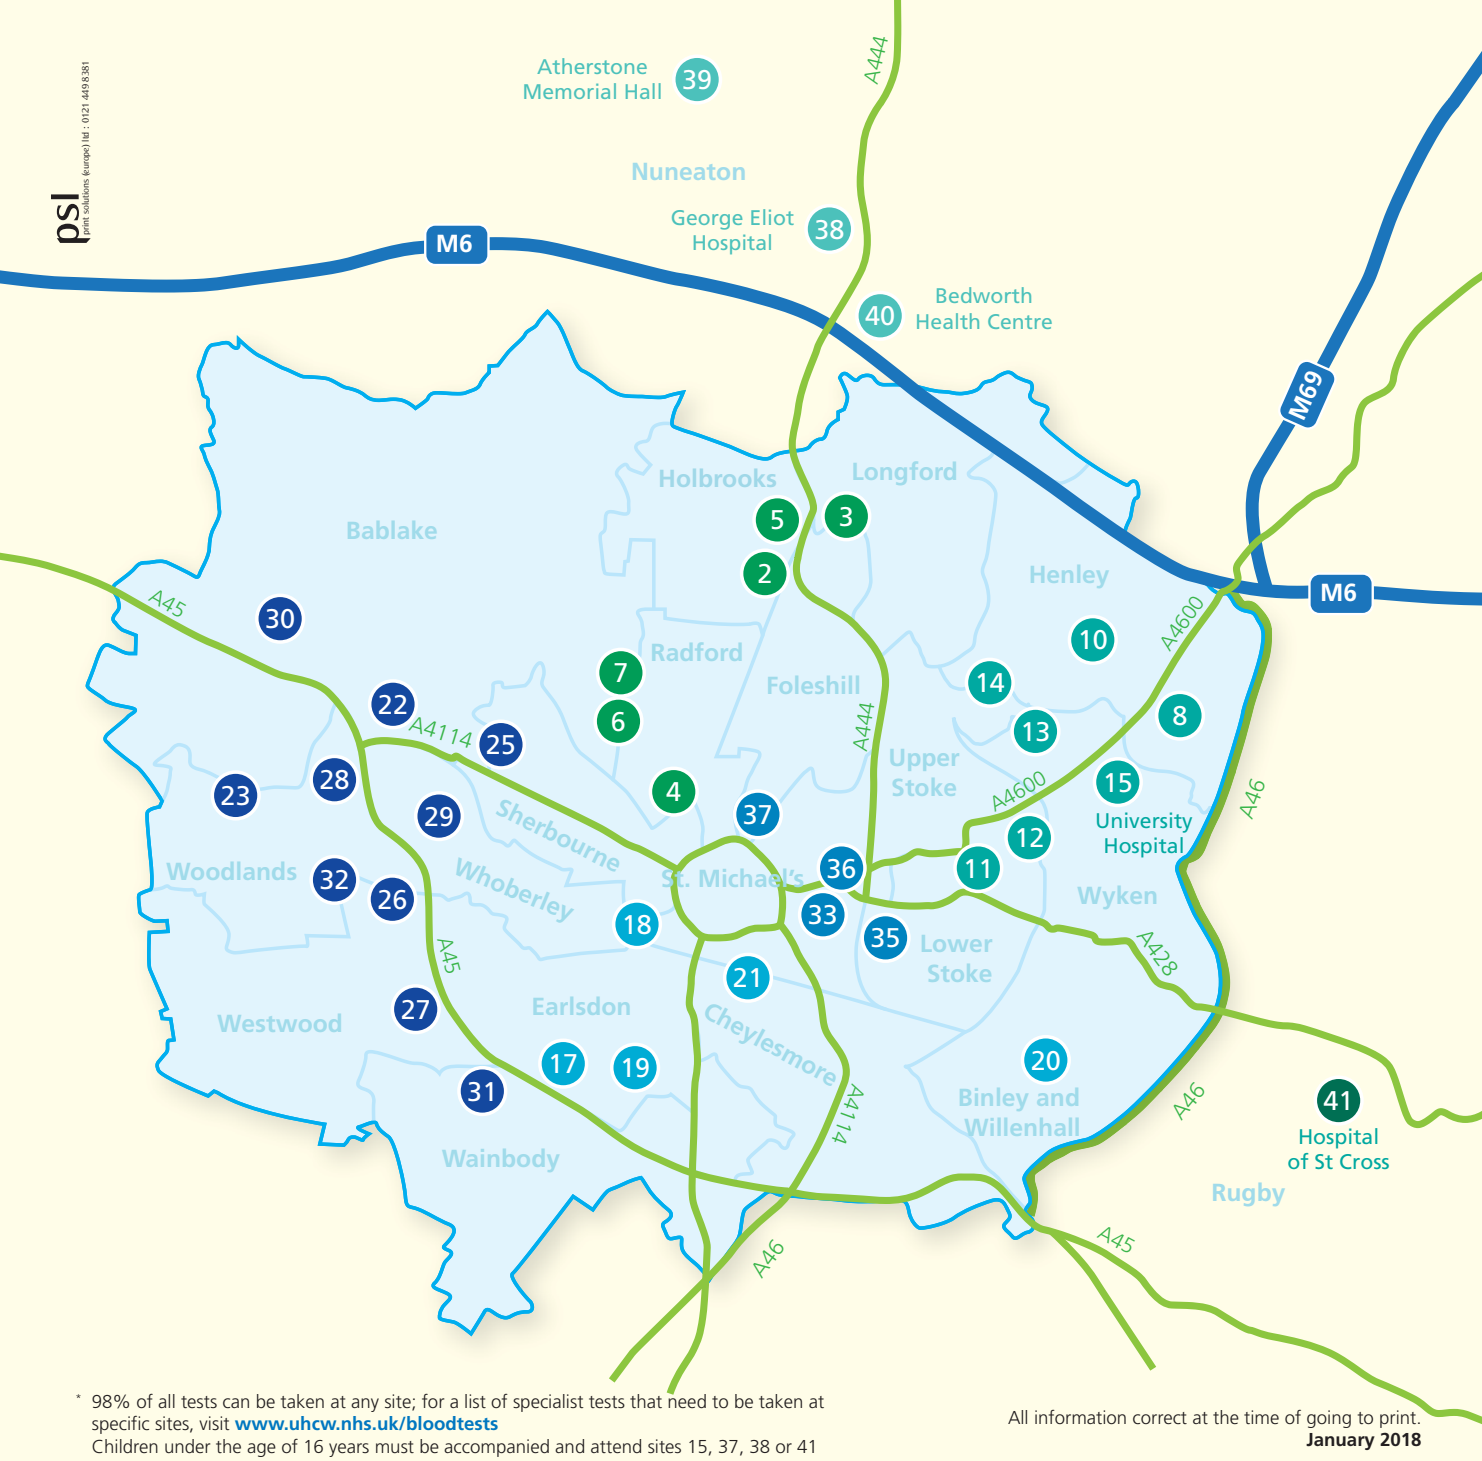 A444
Atherstone
Memorial Hall
39
psl
print solutions (europe) ltd : 0121 449 8381
Nuneaton
George Eliot
Hospital
38
M6
40
Bedworth
Health Centre
M69
Holbrooks
Longford
Bablake
5
3
2
Henley
M6
A45
30
A4600
10
7
Radford
Foleshill
14
22
A4114
25
6
A444
13
8
Upper
Stoke
23
28
4
A4600
15
A46
29
Sherbourne
37
University
Hospital
12
Woodlands
32
Whoberley
St. Michael's
36
11
26
Wyken
18
33
35
Lower
Stoke
A45
A428
21
27
Westwood
Earlsdon
Cheylesmore
17
19
20
31
Binley and
Willenhall
A46
41
A4114
Hospital
of St Cross
Wainbody
Rugby
A46
A45
* 98% of all tests can be taken at any site; for a list of specialist tests that need to be taken at
specific sites, visit www.uhcw.nhs.uk/bloodtests
Children under the age of 16 years must be accompanied and attend sites 15, 37, 38 or 41
All information correct at the time of going to print.
January 2018